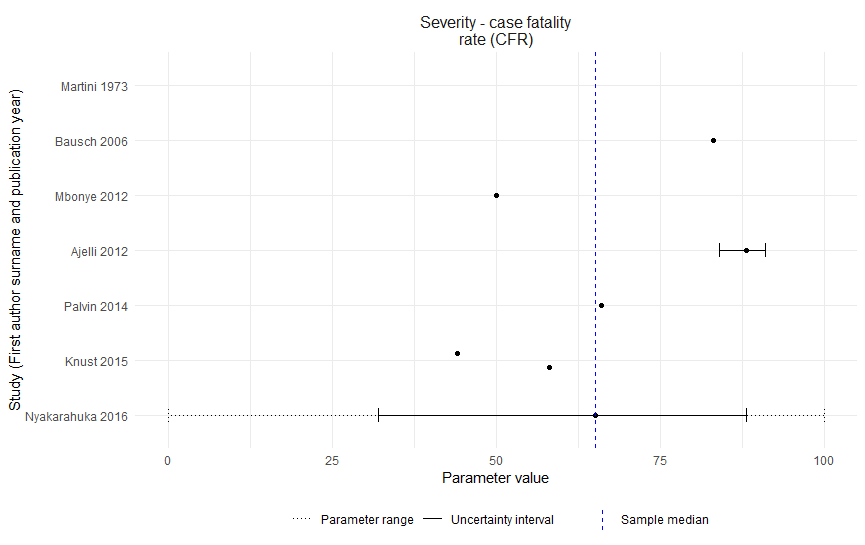 Severity - case fatality
rate (CFR)
Study (First author surname and publication year)
Martini 1973
Bausch 2006
Mbonye 2012
Ajelli 2012
Palvin 2014
Knust 2015
Nyakarahuka 2016
0 25 50 75 100
Parameter value
Parameter range Uncertainty interval Sample median